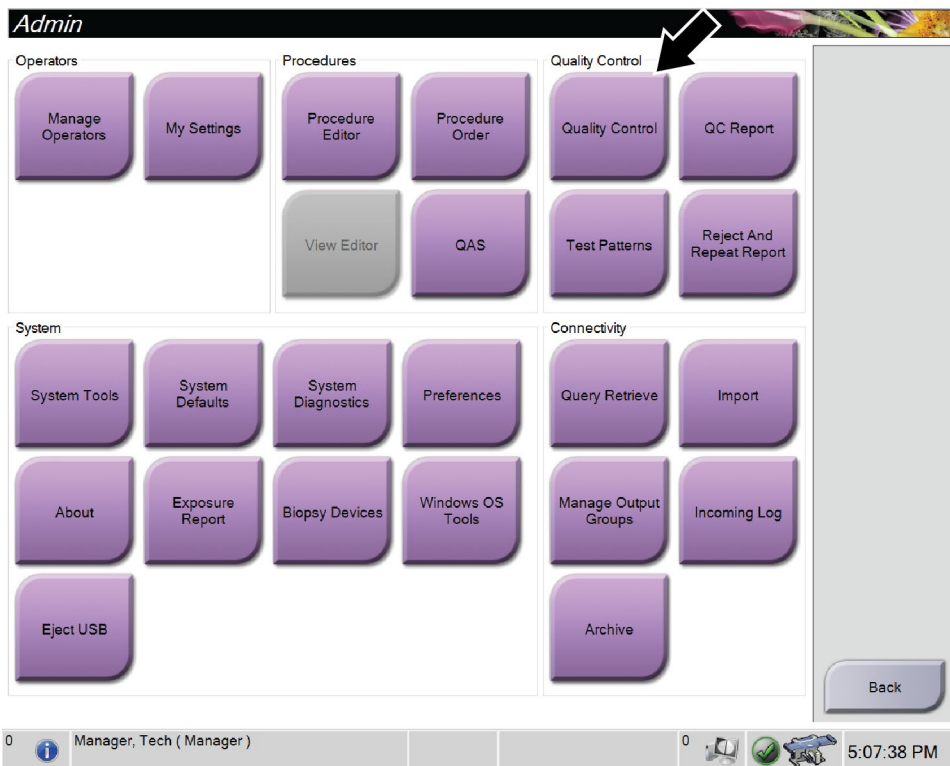 Admin
Operators
Manage
Operators
My Settings
Procedures
Procedure
Editor
Procedure
Order
View Editor
QAS
Quality Control
Quality Control
QC Report
Test Patterns
Reject And
Repeat Report
System
System Tools
System
Defaults
System
Diagnostics
Preferences
About
Exposure
Report
Biopsy Devices
Windows OS
Tools
Eject USB
Connectivity
Query Retrieve
Import
Manage Output
Groups
Incoming Log
Archive
Back
0
Manager, Tech ( Manager )
0
5:07:38 PM